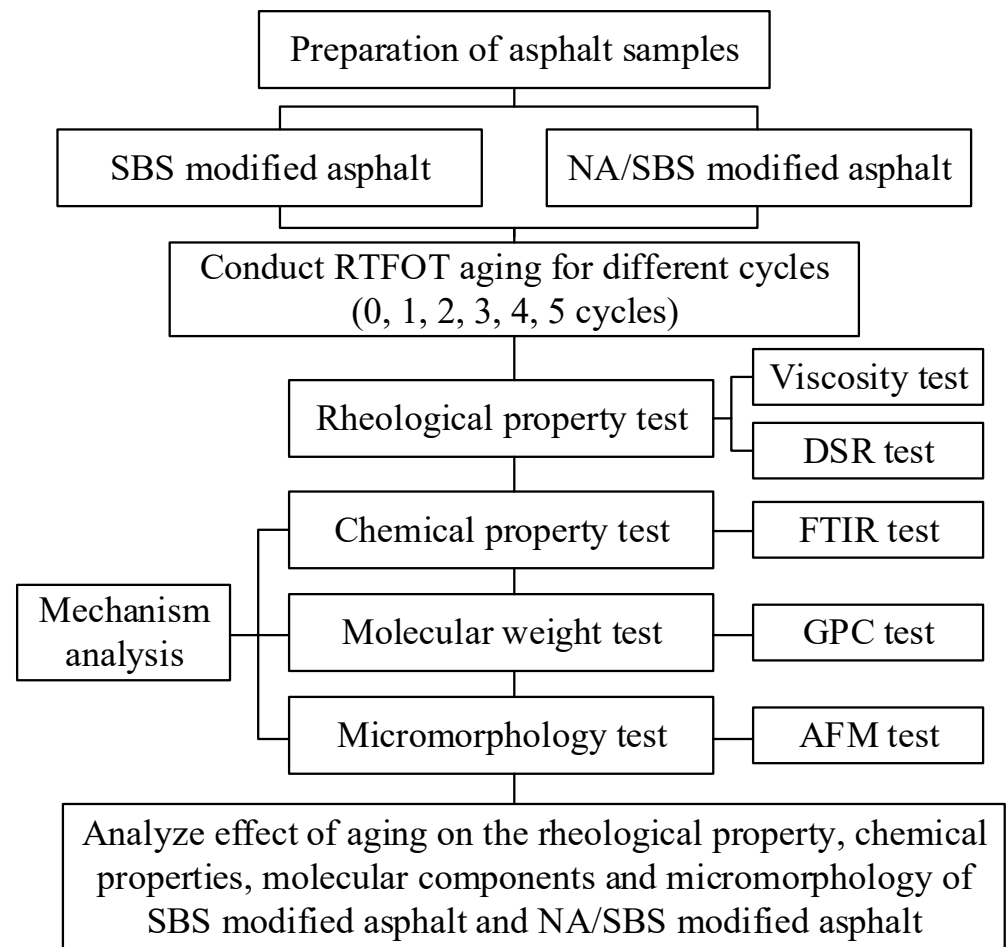 Preparation of asphalt samples
SBS modified asphalt
NA/SBS modified asphalt
Conduct RTFOT aging for different cycles
(0, 1, 2, 3, 4, 5 cycles)
Rheological property test
Viscosity test
DSR test
Chemical property test
FTIR test
Mechanism
analysis
Molecular weight test
GPC test
Micromorphology test
AFM test
Analyze effect of aging on the rheological property, chemical
properties, molecular components and micromorphology of
SBS modified asphalt and NA/SBS modified asphalt